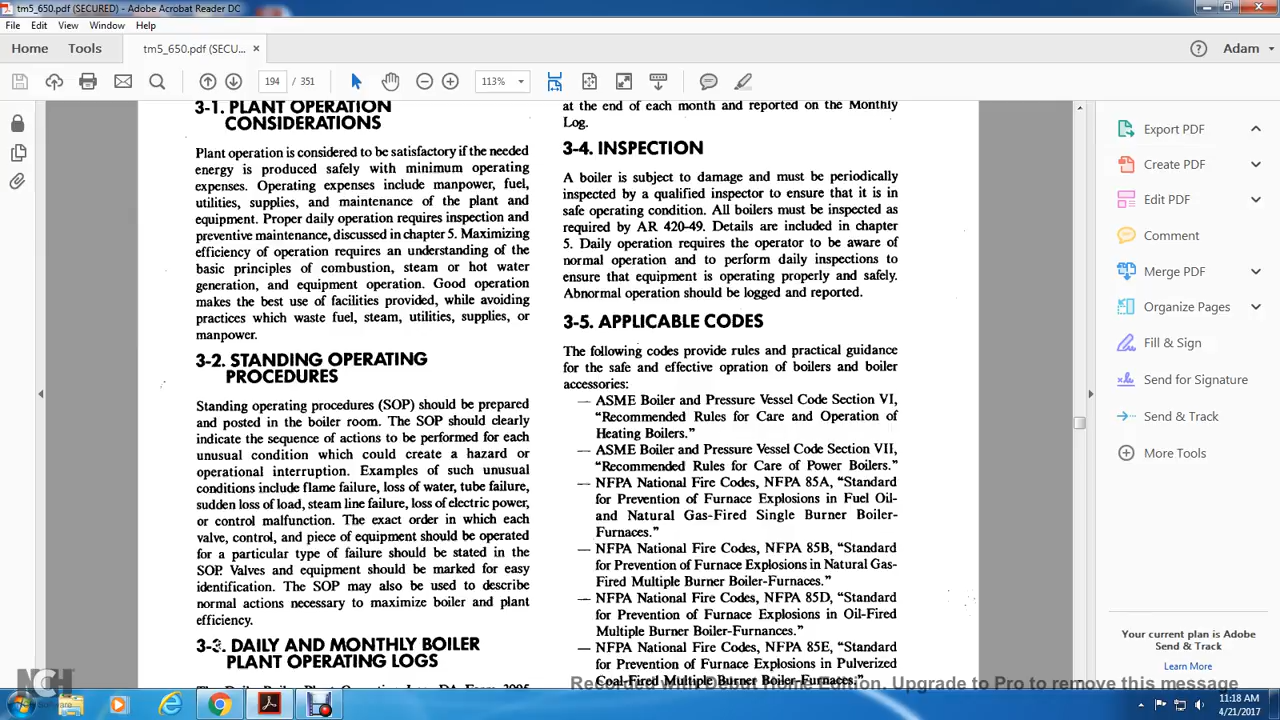 tm5_650.pdf (SECURED) - Adobe Acrobat Reader DC
File Edit View Window Help
Home Tools tm5_650.pdf (SECU... × Adam
194 / 351 113%
3-1. PLANT OPERATION
CONSIDERATIONS
Plant operation is considered to be satisfactory if the needed
energy is produced safely with minimum operating
expenses. Operating expenses include manpower, fuel,
utilities, supplies, and maintenance of the plant and
equipment. Proper daily operation requires inspection and
preventive maintenance, discussed in chapter 5. Maximizing
efficiency of operation requires an understanding of the
basic principles of combustion, steam or hot water
generation, and equipment operation. Good operation
makes the best use of facilities provided, while avoiding
practices which waste fuel, steam, utilities, supplies, or
manpower.
3-2. STANDING OPERATING
PROCEDURES
Standing operating procedures (SOP) should be prepared
and posted in the boiler room. The SOP should clearly
indicate the sequence of actions to be performed for each
unusual condition which could create a hazard or
operational interruption. Examples of such unusual
conditions include flame failure, loss of water, tube failure,
sudden loss of load, steam line failure, loss of electric power,
or control malfunction. The exact order in which each
valve, control, and piece of equipment should be operated
for a particular type of failure should be stated in the
SOP. Valves and equipment should be marked for easy
identification. The SOP may also be used to describe
normal actions necessary to maximize boiler and plant
efficiency.
3-3. DAILY AND MONTHLY BOILER
PLANT OPERATING LOGS
at the end of each month and reported on the Monthly
Log.
3-4. INSPECTION
A boiler is subject to damage and must be periodically
inspected by a qualified inspector to ensure that it is in
safe operating condition. All boilers must be inspected as
required by AR 420-49. Details are included in chapter
5. Daily operation requires the operator to be aware of
normal operation and to perform daily inspections to
ensure that equipment is operating properly and safely.
Abnormal operation should be logged and reported.
3-5. APPLICABLE CODES
The following codes provide rules and practical guidance
for the safe and effective opration of boilers and boiler
accessories:
— ASME Boiler and Pressure Vessel Code Section VI,
“Recommended Rules for Care and Operation of
Heating Boilers.”
— ASME Boiler and Pressure Vessel Code Section VII,
“Recommended Rules for Care of Power Boilers.”
— NFPA National Fire Codes, NFPA 85A, “Standard
for Prevention of Furnace Explosions in Fuel Oil-
and Natural Gas-Fired Single Burner Boiler-
Furnaces.”
— NFPA National Fire Codes, NFPA 85B, “Standard
for Prevention of Furnace Explosions in Natural Gas-
Fired Multiple Burner Boiler-Furnaces.”
— NFPA National Fire Codes, NFPA 85D, “Standard
for Prevention of Furnace Explosions in Oil-Fired
Multiple Burner Boiler-Furnances.”
— NFPA National Fire Codes, NFPA 85E, “Standard
for Prevention of Furnace Explosions in Pulverized
Coal-Fired Multiple Burner Boiler-Furnaces.”
Export PDF
Create PDF
Edit PDF
Comment
Merge PDF
Organize Pages
Fill & Sign
Send for Signature
Send & Track
More Tools
Your current plan is Adobe
Send & Track
Learn More
NCH
Software
Recorded with Debut Home Edition. Upgrade to Pro to remove this message
11:18 AM
4/21/2017